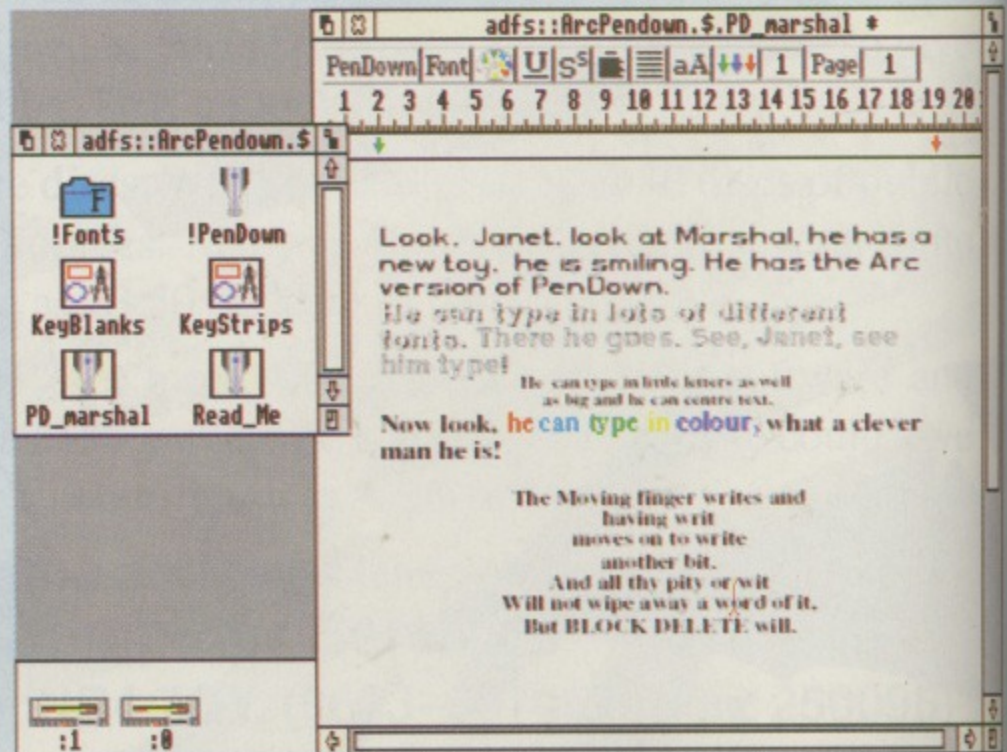 adfs::ArcPendown.$.PD_marshal *
PenDown Font U S^S aA 1 Page 1
1 2 3 4 5 6 7 8 9 10 11 12 13 14 15 16 17 18 19 20
adfs::ArcPendown.$
!Fonts !PenDown
KeyBlanks KeyStrips
PD_marshal Read_Me
Look, Janet, look at Marshal, he has a
new toy, he is smiling. He has the Arc
version of PenDown.
He can type in lots of different
fonts. There he goes. See, Janet, see
him type!
He can type in little letters as well
as big and he can centre text.
Now look, he can type in colour, what a clever
man he is!
The Moving finger writes and
having writ
moves on to write
another bit.
And all thy pity or wit
Will not wipe away a word of it,
But BLOCK DELETE will.
:1 :0